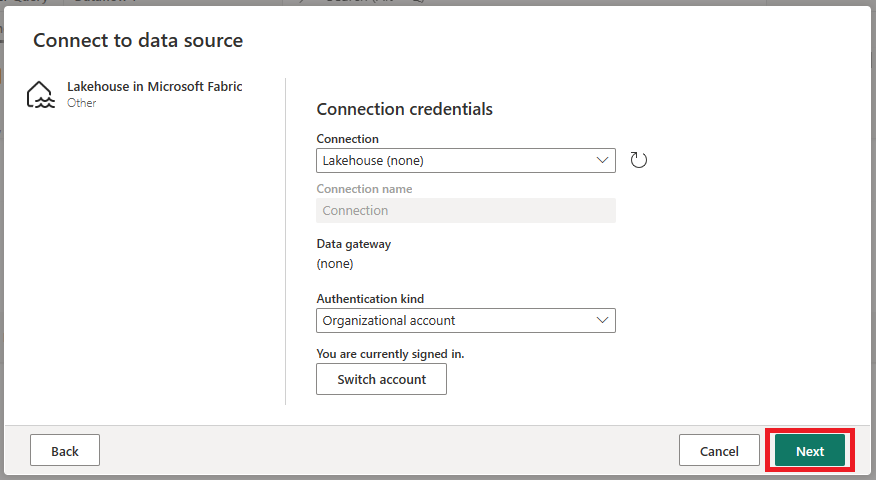 Connect to data source
Lakehouse in Microsoft Fabric
Other
Connection credentials
Connection
Lakehouse (none)
Connection name
Connection
Data gateway
(none)
Authentication kind
Organizational account
You are currently signed in.
Switch account
Back
Cancel
Next